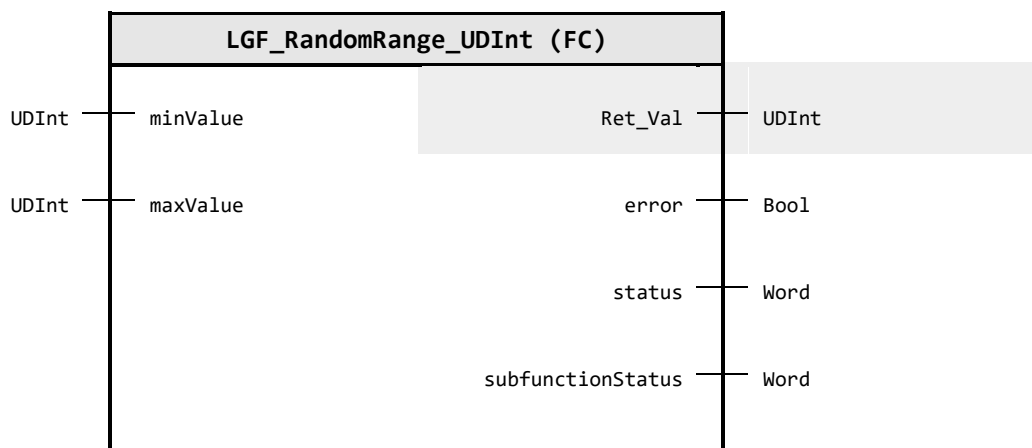 LGF_RandomRange_UDInt (FC)
UDInt minValue Ret_Val UDInt
UDInt maxValue error Bool
status Word
subfunctionStatus Word